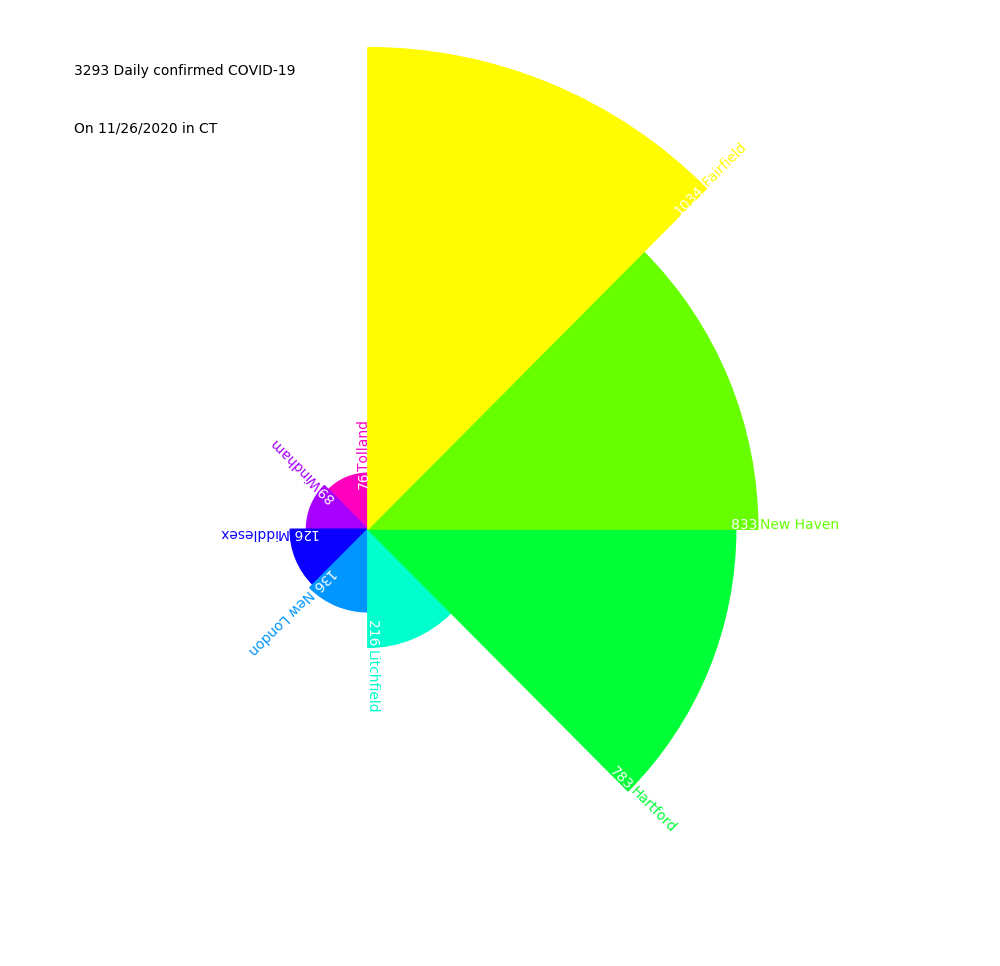 3293 Daily confirmed COVID-19
On 11/26/2020 in CT
1034 Fairfield
833 New Haven
783 Hartford
216 Litchfield
136 New London
126 Middlesex
89 Windham
76 Tolland